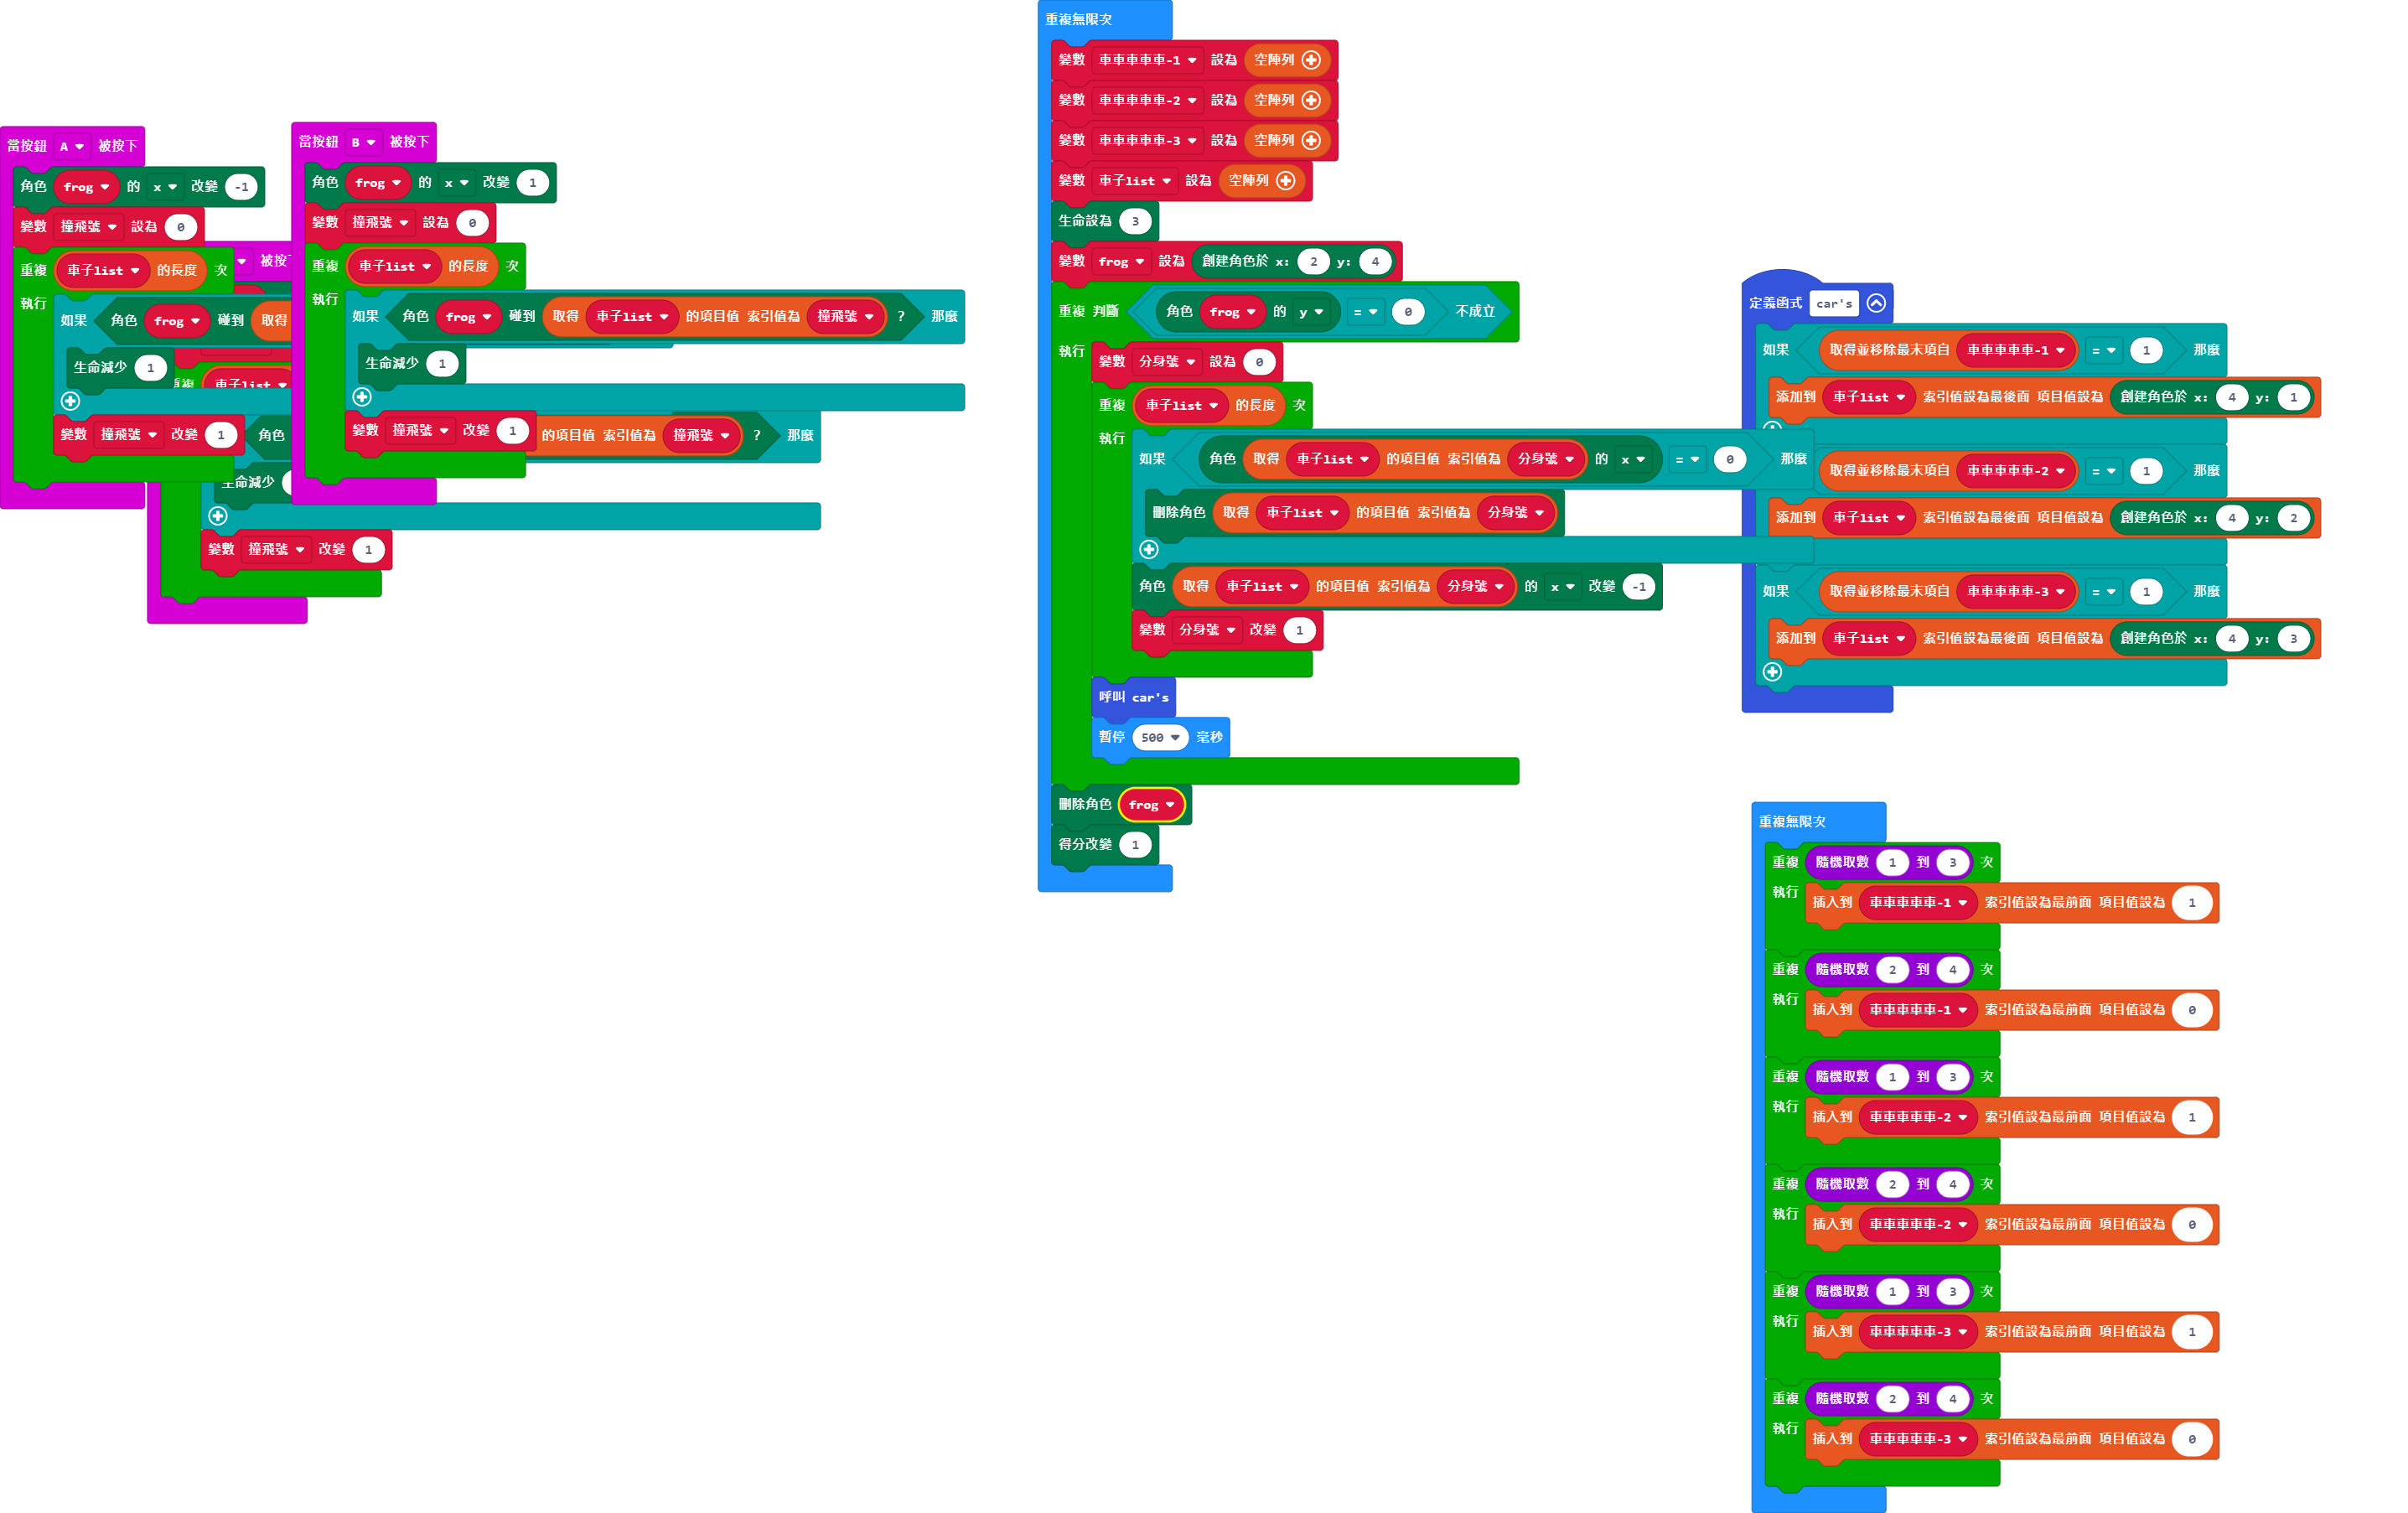 當按鈕 A 被按下
角色 frog 的 x 改變 -1
變數 撞飛號 設為 0
重複 車子list 的長度 次
執行
如果 角色 frog 碰到 取得
生命減少 1
變數 撞飛號 改變 1
被按
重複 車子list
角色 的項目值 索引值為 撞飛號 ? 那麼
生命減少
變數 撞飛號 改變 1
當按鈕 B 被按下
角色 frog 的 x 改變 1
變數 撞飛號 設為 0
重複 車子list 的長度 次
執行
如果 角色 frog 碰到 取得 車子list 的項目值 索引值為 撞飛號 ? 那麼
生命減少 1
變數 撞飛號 改變 1
重複無限次
變數 車車車車車-1 設為 空陣列
變數 車車車車車-2 設為 空陣列
變數 車車車車車-3 設為 空陣列
變數 車子list 設為 空陣列
生命設為 3
變數 frog 設為 創建角色於 x: 2 y: 4
重複 判斷 角色 frog 的 y = 0 不成立
執行
變數 分身號 設為 0
重複 車子list 的長度 次
執行
如果 角色 取得 車子list 的項目值 索引值為 分身號 的 x = 0 那麼
刪除角色 取得 車子list 的項目值 索引值為 分身號
角色 取得 車子list 的項目值 索引值為 分身號 的 x 改變 -1
變數 分身號 改變 1
呼叫 car's
暫停 500 毫秒
刪除角色 frog
得分改變 1
定義函式 car's
如果 取得並移除最末項自 車車車車車-1 = 1 那麼
添加到 車子list 索引值設為最後面 項目值設為 創建角色於 x: 4 y: 1
取得並移除最末項自 車車車車車-2 = 1 那麼
添加到 車子list 索引值設為最後面 項目值設為 創建角色於 x: 4 y: 2
如果 取得並移除最末項自 車車車車車-3 = 1 那麼
添加到 車子list 索引值設為最後面 項目值設為 創建角色於 x: 4 y: 3
重複無限次
重複 隨機取數 1 到 3 次
執行 插入到 車車車車車-1 索引值設為最前面 項目值設為 1
重複 隨機取數 2 到 4 次
執行 插入到 車車車車車-1 索引值設為最前面 項目值設為 0
重複 隨機取數 1 到 3 次
執行 插入到 車車車車車-2 索引值設為最前面 項目值設為 1
重複 隨機取數 2 到 4 次
執行 插入到 車車車車車-2 索引值設為最前面 項目值設為 0
重複 隨機取數 1 到 3 次
執行 插入到 車車車車車-3 索引值設為最前面 項目值設為 1
重複 隨機取數 2 到 4 次
執行 插入到 車車車車車-3 索引值設為最前面 項目值設為 0